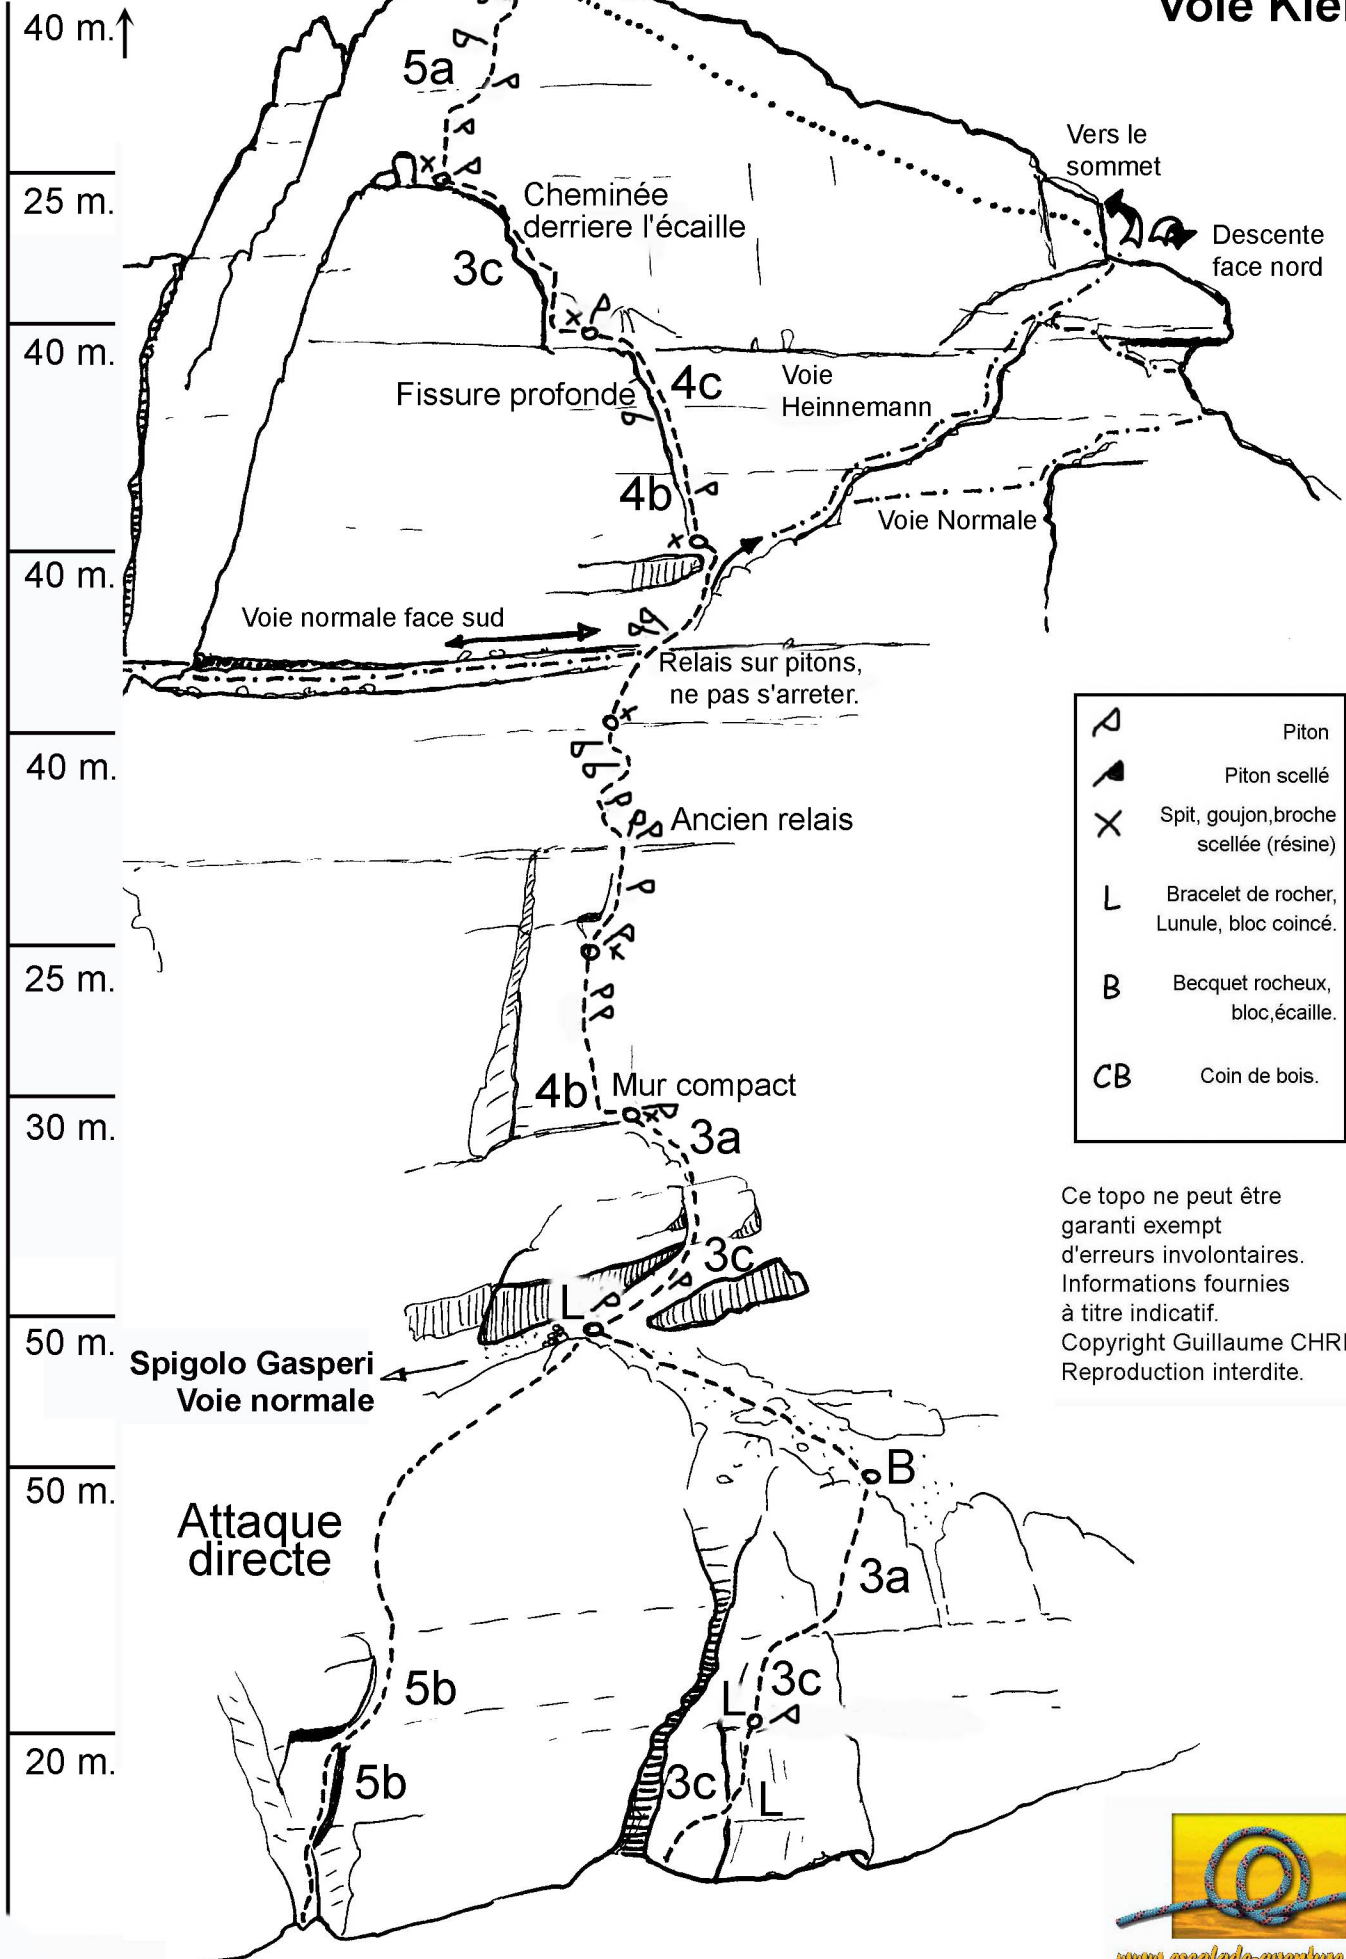 40 m.
5a
Vers le
sommet
25 m.
Cheminée
derriere l'écaille
3c
Descente
face nord
40 m.
Fissure profonde
4c
Voie
Heinnemann
4b
Voie Normale
40 m.
Voie normale face sud
Relais sur pitons,
ne pas s'arreter.
40 m.
Ancien relais
25 m.
4b
Mur compact
30 m.
3a
3c
L
50 m.
Spigolo Gasperi
Voie normale
B
50 m.
Attaque
directe
3a
5b
3c
L
20 m.
5b
3c
L
Piton
Piton scellé
Spit, goujon,broche
scellée (résine)
L
Bracelet de rocher,
Lunule, bloc coincé.
B
Becquet rocheux,
bloc,écaille.
CB
Coin de bois.
Ce topo ne peut être
garanti exempt
d'erreurs involontaires.
Informations fournies
à titre indicatif.
Copyright Guillaume
Reproduction interdite.